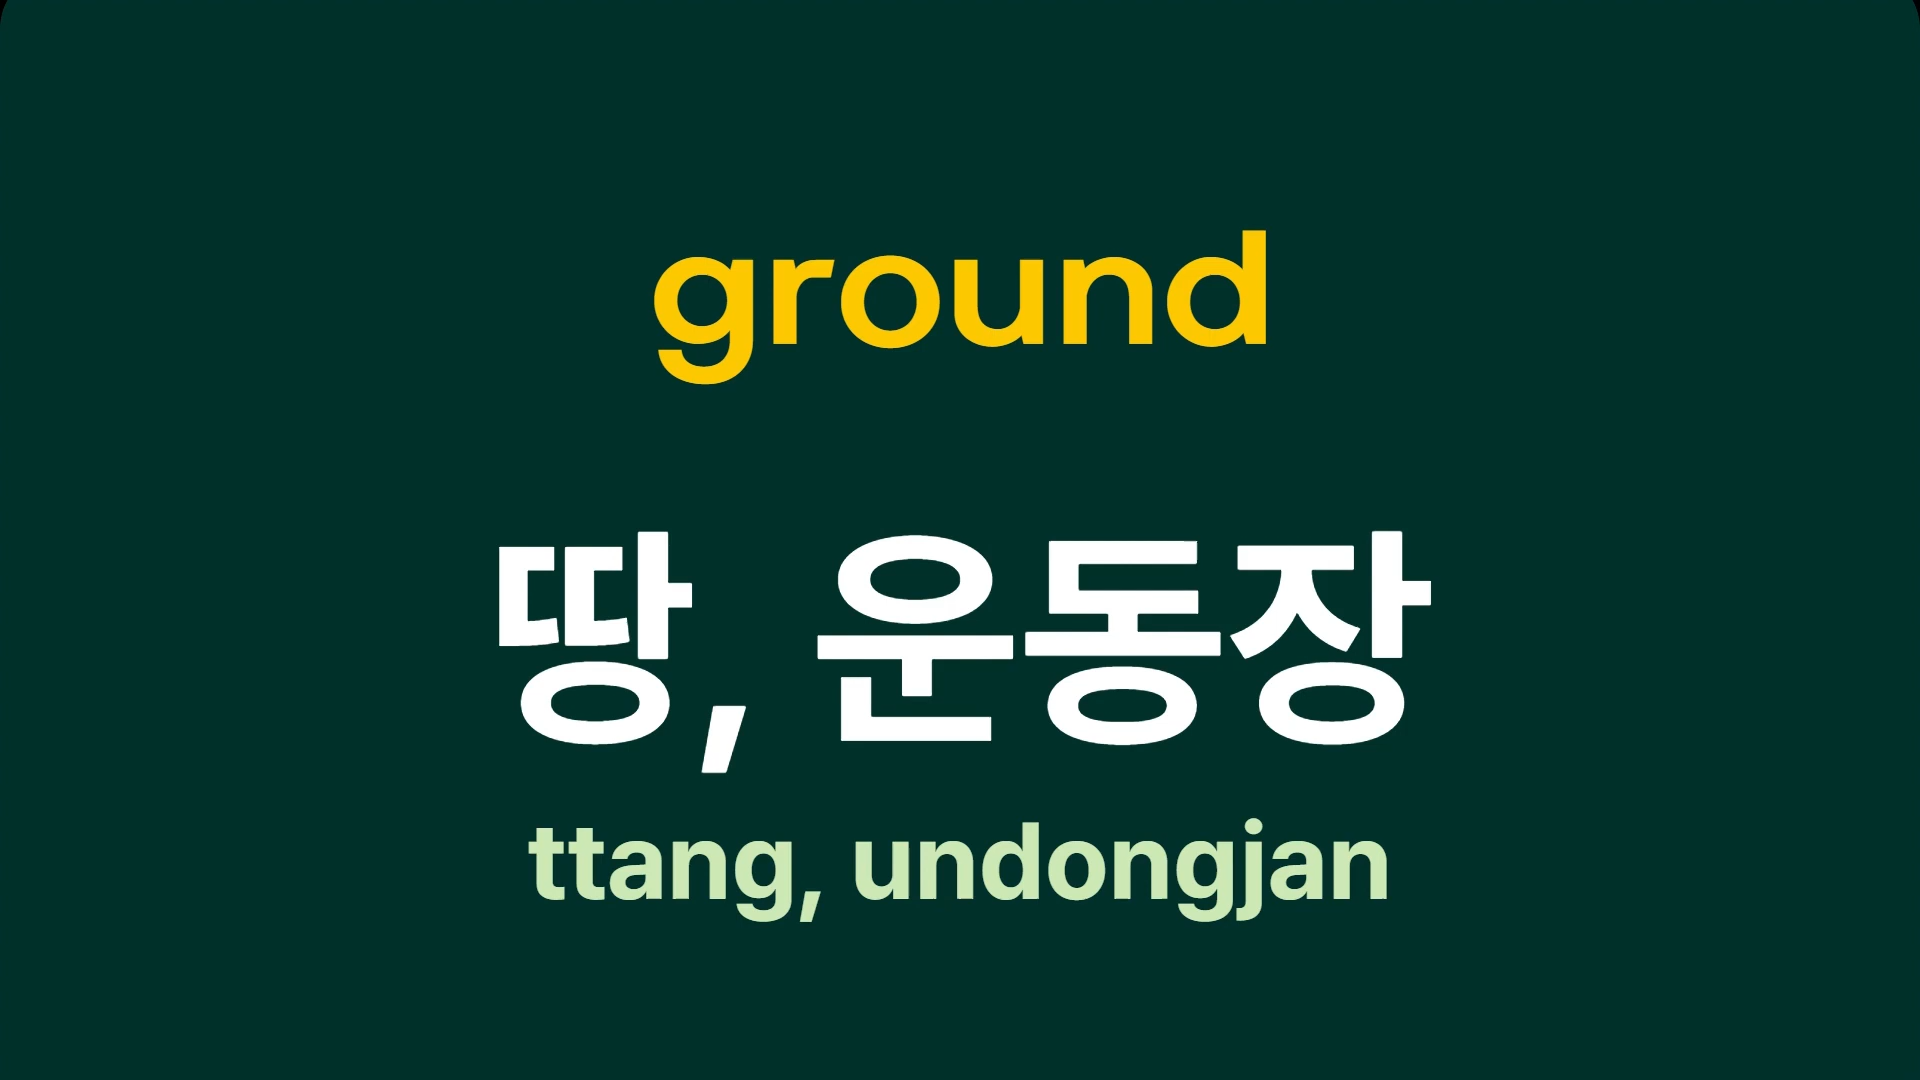 ground
땅, 운동장
ttang, undongjan